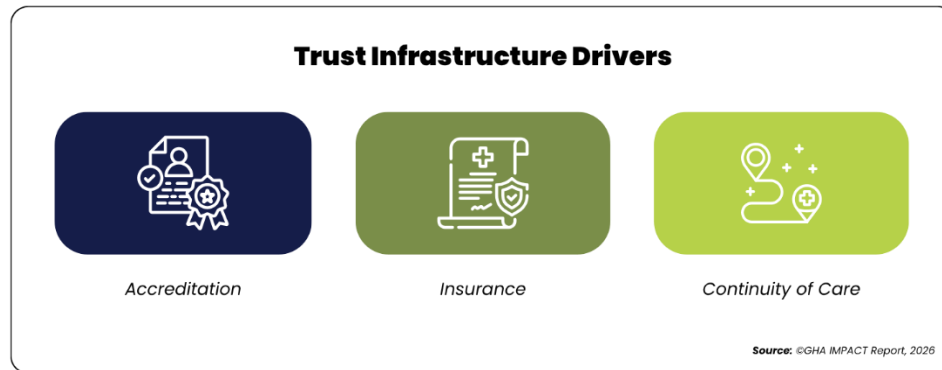 Trust Infrastructure Drivers
Accreditation
Insurance
Continuity of Care
Source: ©GHA IMPACT Report, 2026